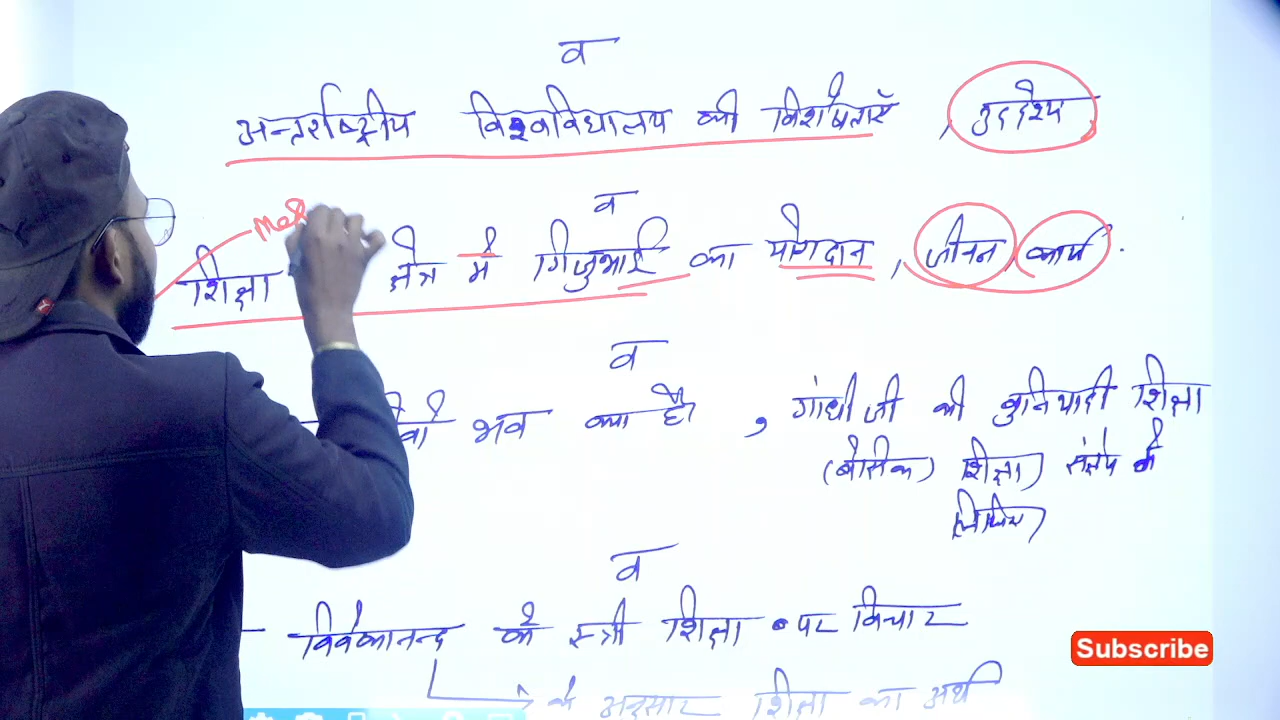 व
अन्तर्राष्ट्रीय विश्वविद्यालय की विशेषताएँ , उद्देश्य
व
शिक्षा क्षेत्र में गिजुभाई का योगदान , जीवन कार्य .
व
भव क्या है , गांधी जी की बुनियादी शिक्षा
(बैसिक) शिक्षा) संक्षेप में
लिखिए)
व
विवेकानन्द के स्त्री शिक्षा पर विचार
के अनुसार शिक्षा का अर्थ
Subscribe